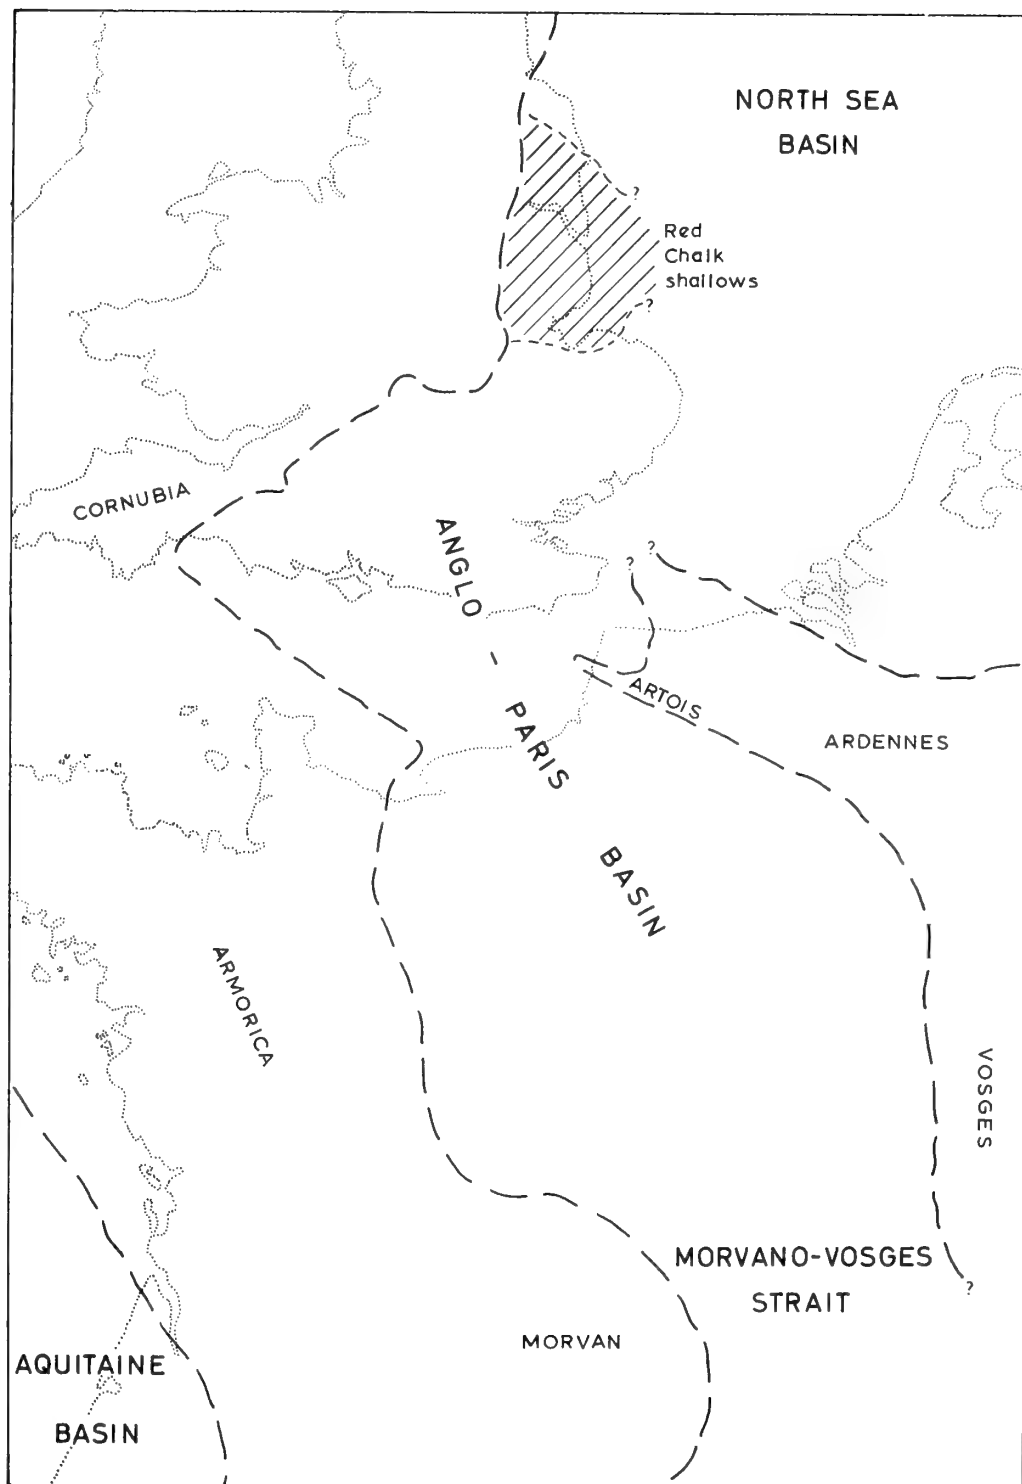 NORTH SEA
BASIN
?
Red
Chalk
shallows
?
CORNUBIA
ANGLO
-
PARIS
BASIN
?
?
ARTOIS
ARDENNES
ARMORICA
VOSGES
MORVANO-VOSGES
STRAIT
?
MORVAN
AQUITAINE
BASIN